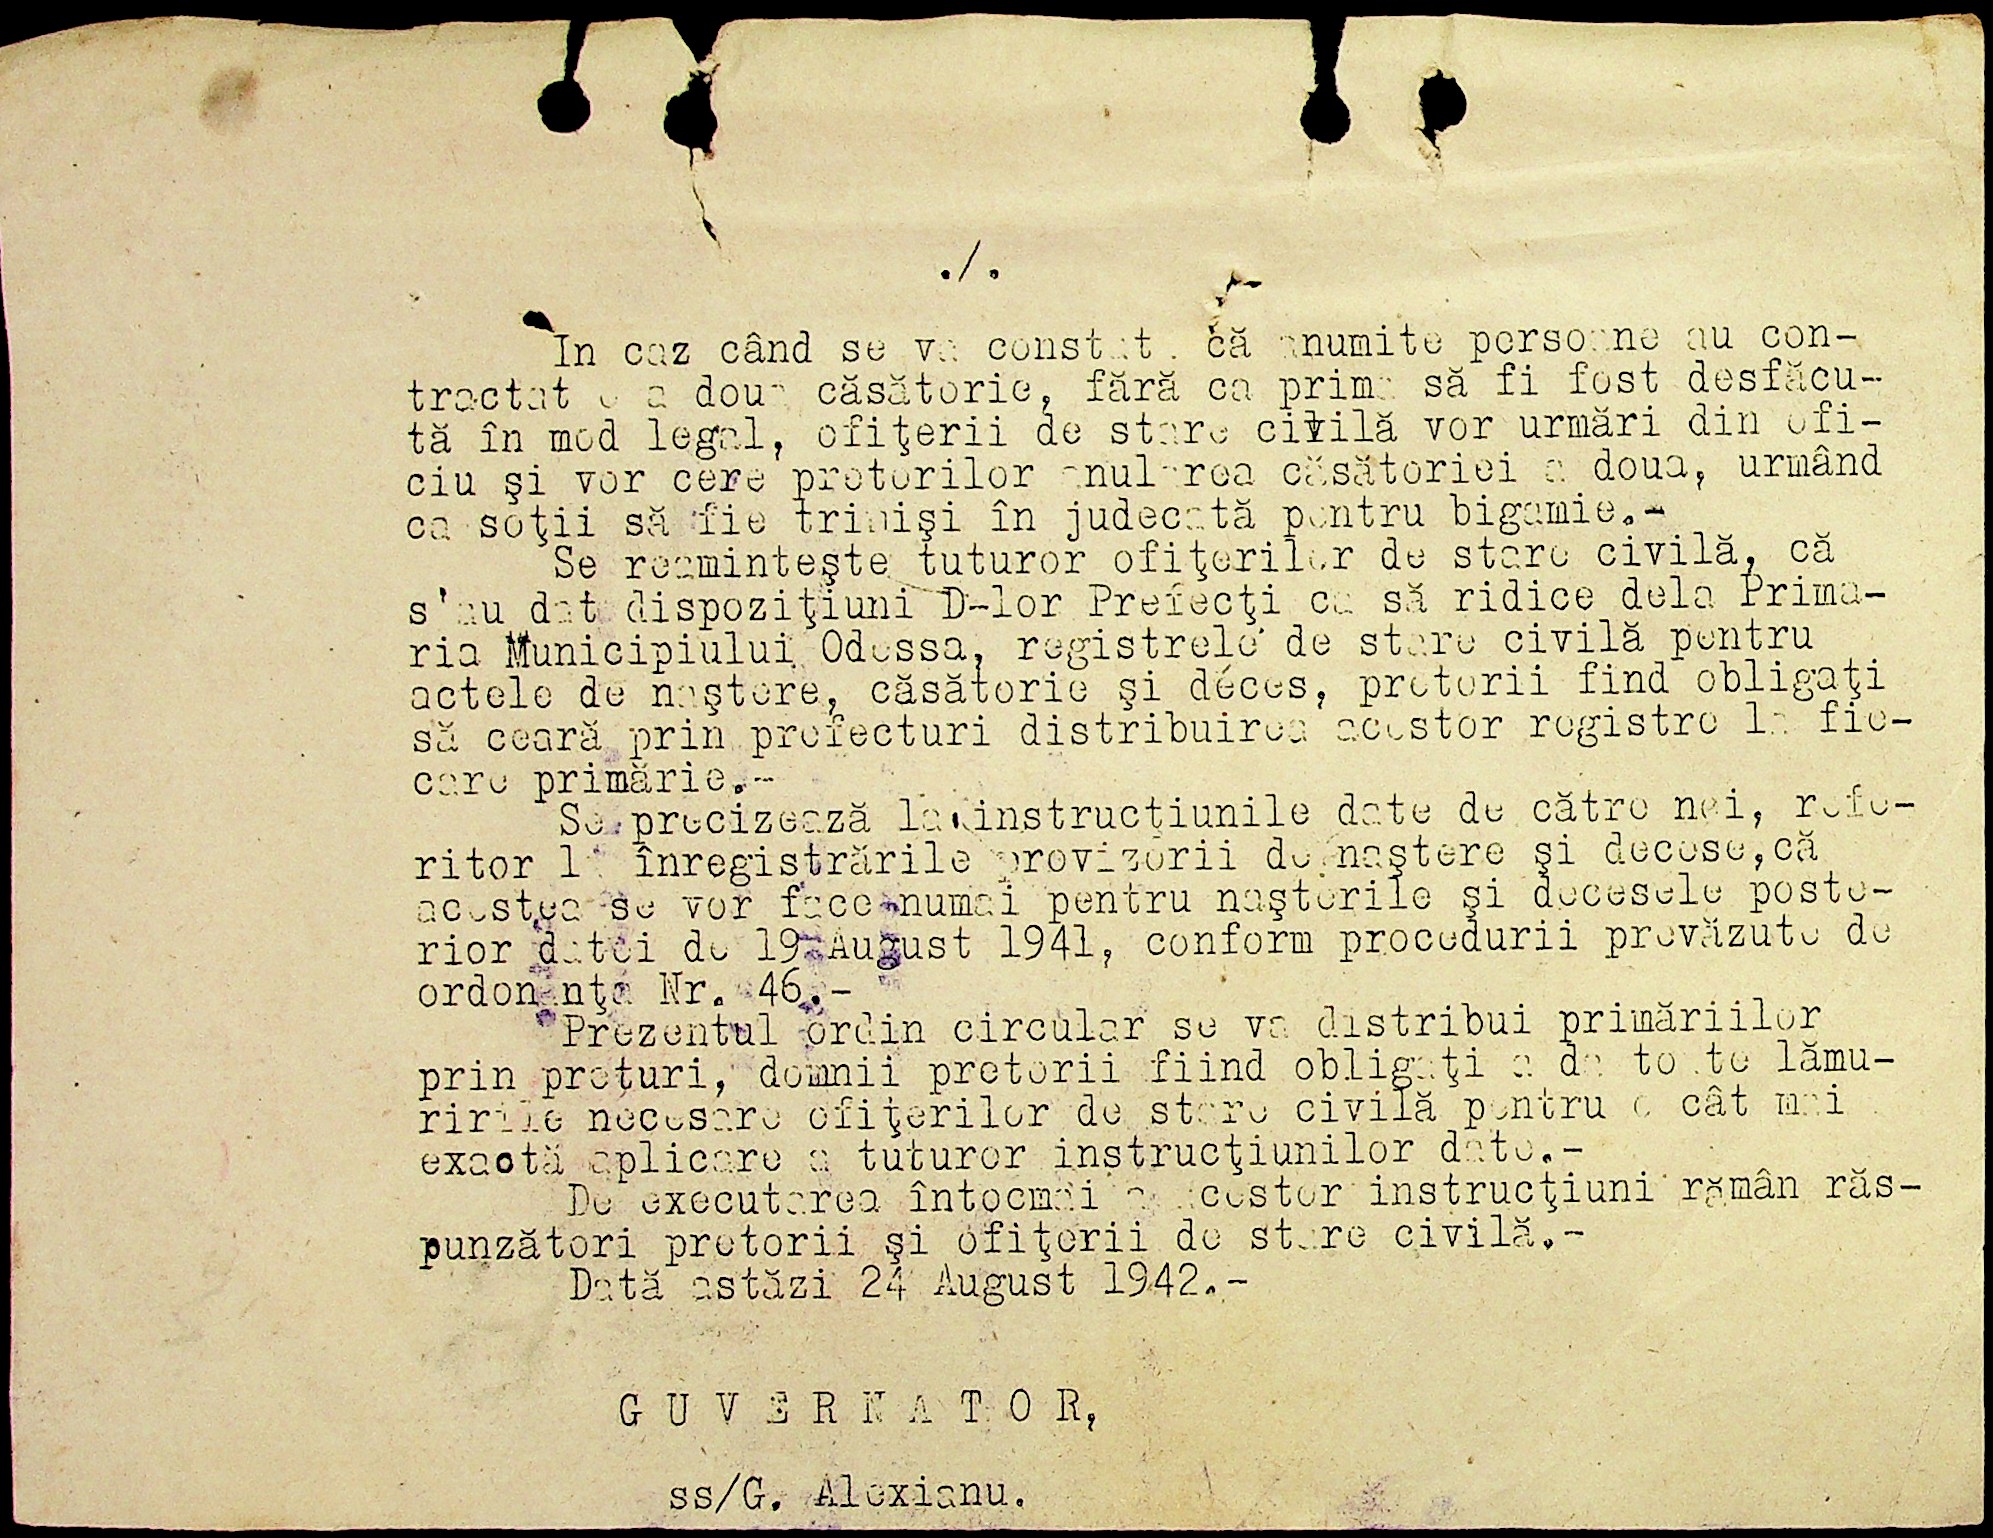 ./.
In caz când se va constata că anumite persoane au con-
tractat o a doua căsătorie, fără ca prima să fi fost desfăcu-
tă în mod legal, ofiţerii de stare civilă vor urmări din ofi-
ciu şi vor cere pretorilor anularea căsătoriei a doua, urmând
ca soţii să fie trimişi în judecată pentru bigamie.-
Se reaminteşte tuturor ofiţerilor de stare civilă, că
s'au dat dispoziţiuni D-lor Prefecţi ca să ridice dela Prima-
ria Municipiului Odessa, registrele de stare civilă pentru
actele de naştere, căsătorie şi deces, pretorii find obligaţi
să ceară prin prefecturi distribuirea acestor registre la fie-
care primărie.-
Se precizează la instrucţiunile date de către noi, refe-
ritor la înregistrările provizorii de naştere şi decese,că
acestea se vor face numai pentru naşterile şi decesele poste-
rior datei de 19 August 1941, conform procedurii prevăzute de
ordonanţa Nr. 46.-
Prezentul ordin circular se va distribui primăriilor
prin preturi, domnii pretorii fiind obligaţi a da toate lămu-
ririle necesare ofiţerilor de stare civilă pentru o cât mai
exactă aplicare a tuturor instrucţiunilor date.-
De executarea întocmai a acestor instrucţiuni rămân răs-
punzători pretorii şi ofiţerii de stare civilă.-
Dată astăzi 24 August 1942.-
G U V E R N A T O R,
ss/G. Alexianu.